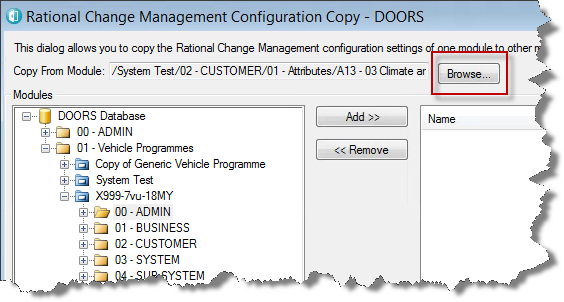 Rational Change Management Configuration Copy - DOORS
This dialog allows you to copy the Rational Change Management configuration settings of one module to other
Copy From Module: /System Test/02 - CUSTOMER/01 - Attributes/A13 - 03 Climate ar Browse...
Modules
DOORS Database
00 - ADMIN
01 - Vehicle Programmes
Copy of Generic Vehicle Programme
System Test
X999-7vu-18MY
00 - ADMIN
01 - BUSINESS
02 - CUSTOMER
03 - SYSTEM
04 - SUB-SYSTEM
Add >>
<< Remove
Name